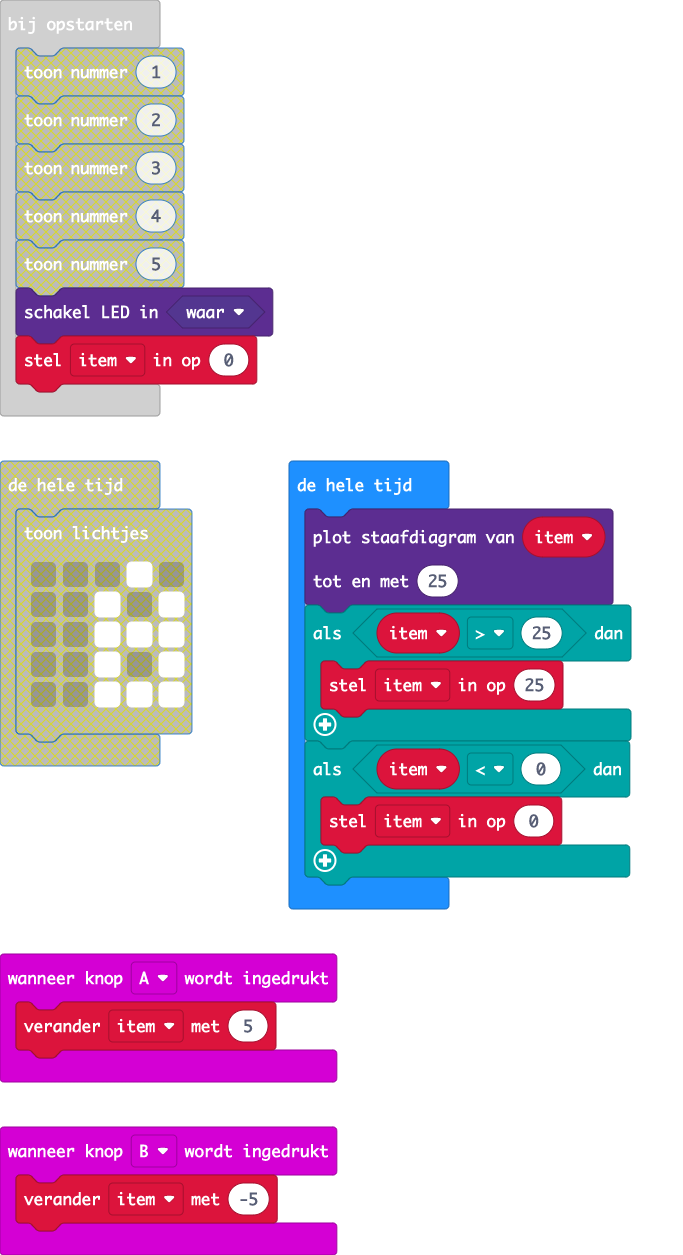 bij opstarten
toon nummer 1
toon nummer 2
toon nummer 3
toon nummer 4
toon nummer 5
schakel LED in waar
stel item in op 0
de hele tijd
toon lichtjes
de hele tijd
plot staafdiagram van item
tot en met 25
als item > 25 dan
stel item in op 25
als item < 0 dan
stel item in op 0
wanneer knop A wordt ingedrukt
verander item met 5
wanneer knop B wordt ingedrukt
verander item met -5